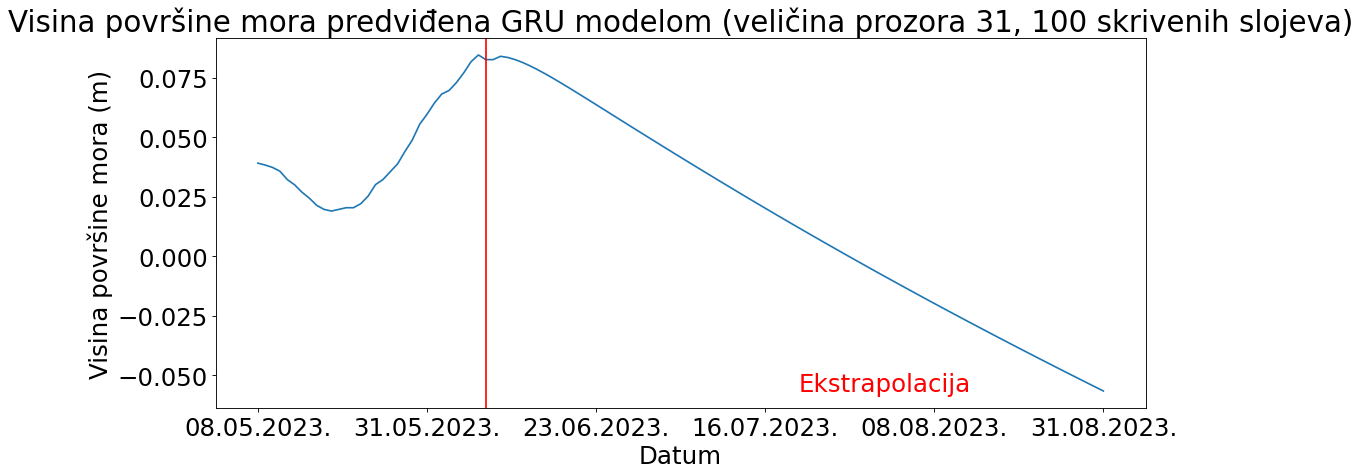 Visina površine mora predviđena GRU modelom (veličina prozora 31, 100 skrivenih slojeva)
Visina površine mora (m)
0.075
0.050
0.025
0.000
−0.025
−0.050
Ekstrapolacija
08.05.2023. 31.05.2023. 23.06.2023. 16.07.2023. 08.08.2023. 31.08.2023.
Datum